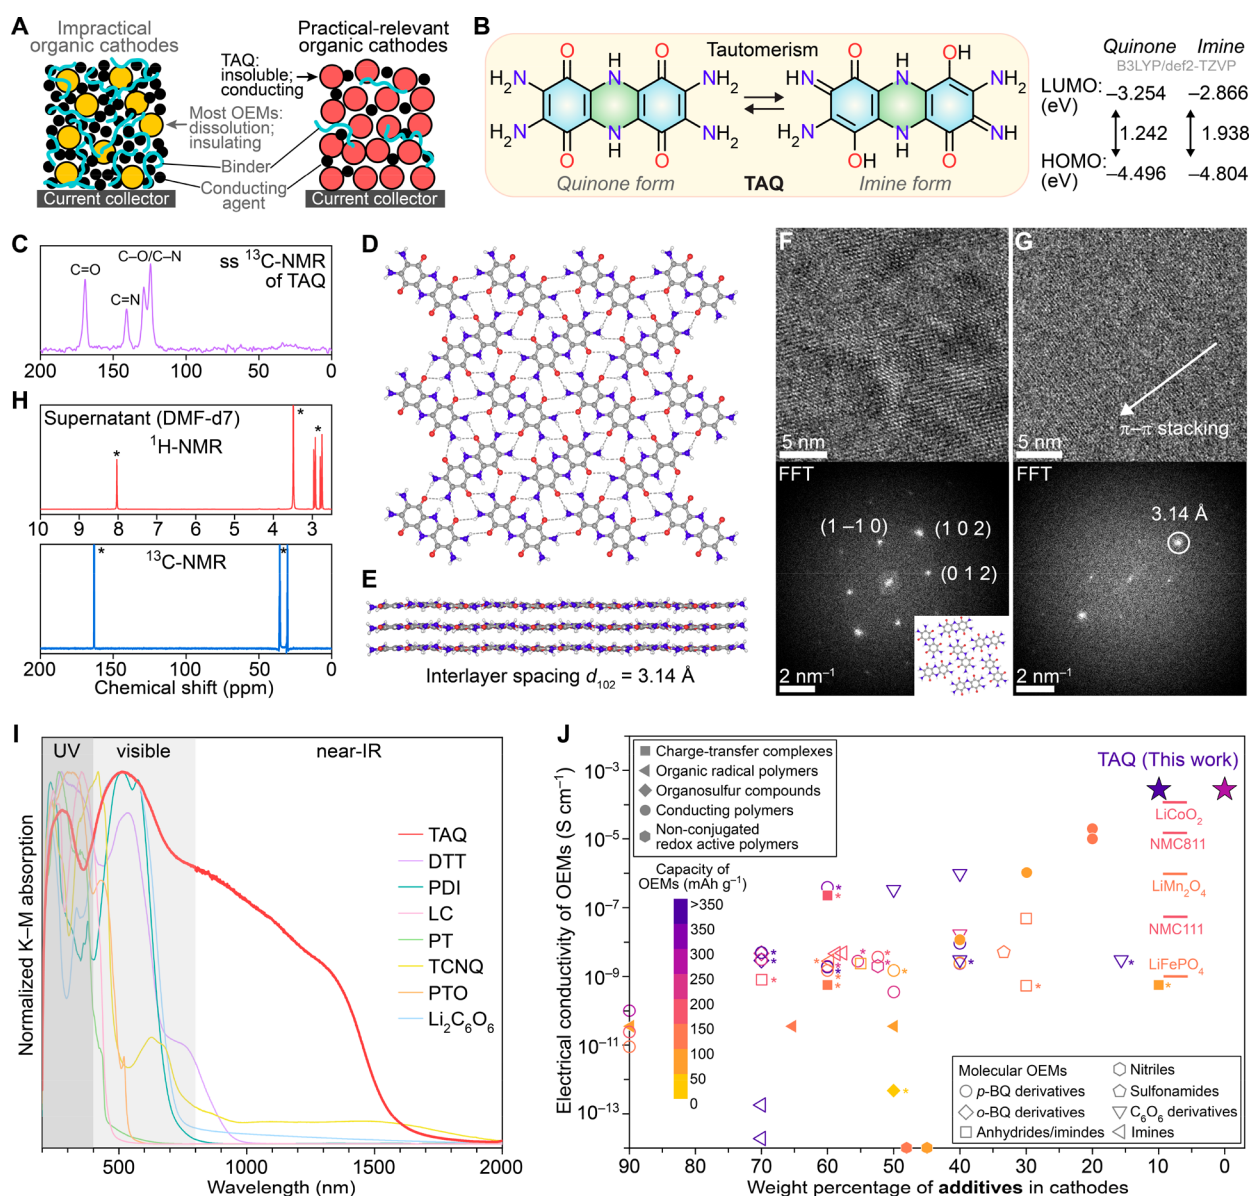 A
Impractical
organic cathodes
Practical-relevant
organic cathodes
TAQ:
insoluble;
conducting
Most OEMs:
dissolution;
insulating
Binder
Conducting
agent
Current collector
Current collector
B
Tautomerism
O
H
N
O
H2N
NH2
H2N
NH2
O
N
H
O
Quinone form
TAQ
O
H
N
OH
HN
NH2
H2N
NH
OH
N
H
O
Imine form
Quinone Imine
B3LYP/def2-TZVP
LUMO: –3.254 –2.866
(eV)
1.242 1.938
HOMO: –4.496 –4.804
(eV)
C
ss 13C-NMR
of TAQ
C=O
C=N
C–O/C–N
200 150 100 50 0
D
E
Interlayer spacing d102 = 3.14 Å
F
5 nm
FFT
(1 –1 0)
(1 0 2)
(0 1 2)
2 nm–1
G
π–π stacking
5 nm
FFT
3.14 Å
2 nm–1
H
Supernatant (DMF-d7)
1H-NMR
* * *
10 9 8 7 6 5 4 3
13C-NMR
* *
200 150 100 50 0
Chemical shift (ppm)
I
UV visible near-IR
Normalized K–M absorption
TAQ
DTT
PDI
LC
PT
TCNQ
PTO
Li2C6O6
500 1000 1500 2000
Wavelength (nm)
J
Electrical conductivity of OEMs (S cm–1)
10–3
10–5
10–7
10–9
10–11
10–13
Charge-transfer complexes
Organic radical polymers
Organosulfur compounds
Conducting polymers
Non-conjugated
redox active polymers
Capacity of
OEMs (mAh g–1)
>350
350
300
250
200
150
100
50
0
TAQ (This work)
LiCoO2
NMC811
LiMn2O4
NMC111
LiFePO4
Molecular OEMs
p-BQ derivatives
o-BQ derivatives
Anhydrides/imindes
Nitriles
Sulfonamides
C6O6 derivatives
Imines
90 70 60 50 40 30 20 10 0
Weight percentage of additives in cathodes